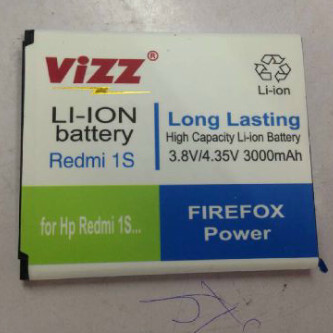 VIZZ®
Li-ion
LI-ION
battery
Redmi 1S
Long Lasting
High Capacity Li-ion Battery
3.8V/4.35V 3000mAh
for Hp Redmi 1S...
FIREFOX
Power